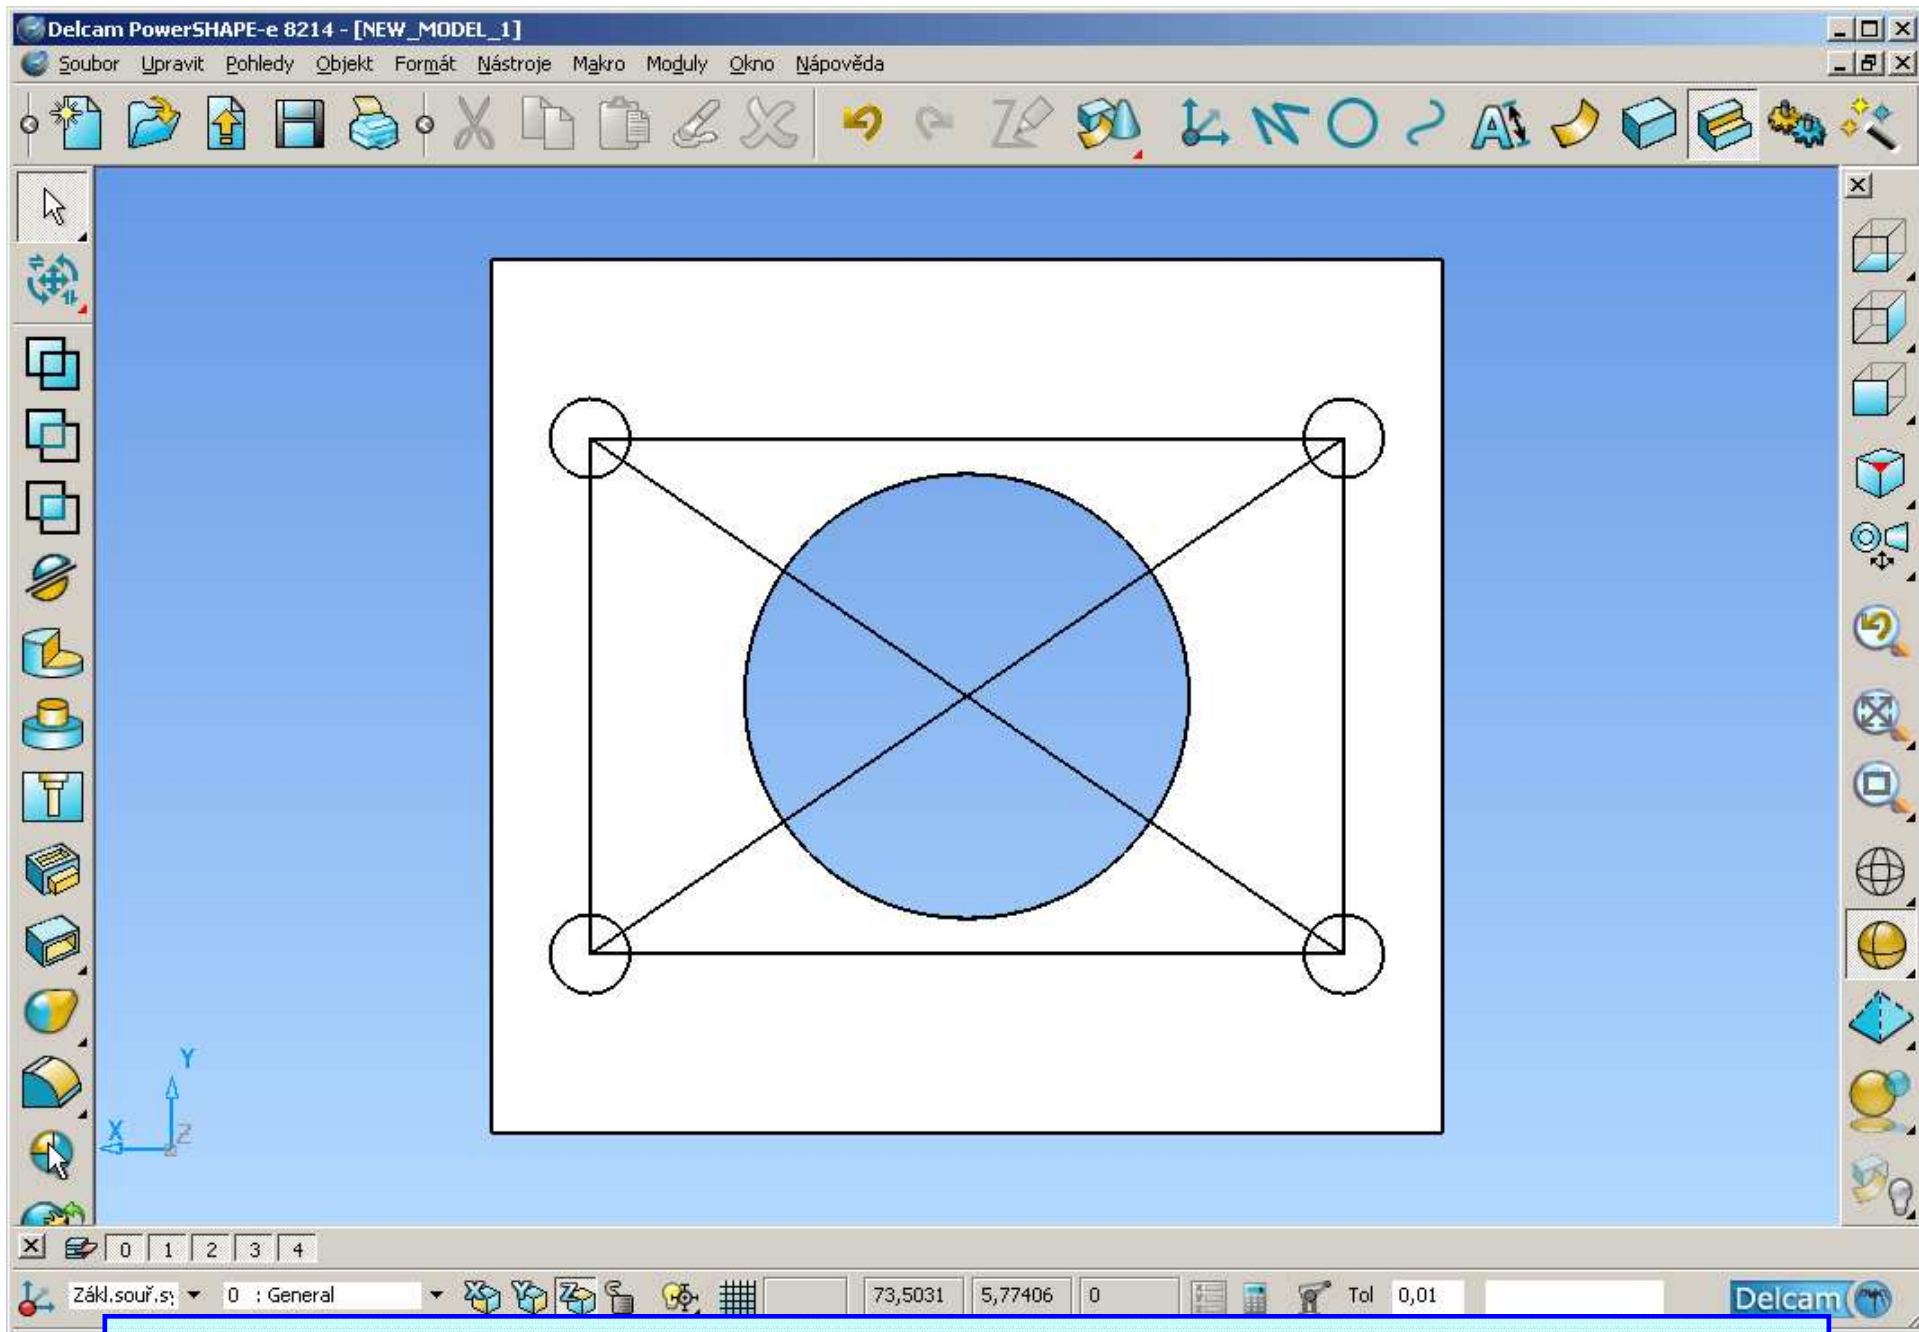 Delcam PowerSHAPE-e 8214 - [NEW_MODEL_1]
Soubor Upravit Pohledy Objekt Formát Nástroje Makro Moduly Okno Nápověda
Y
X
Z
0 1 2 3 4
Zákl.souř.sy 0 : General 73,5031 5,77406 0 Tol 0,01 Delcam